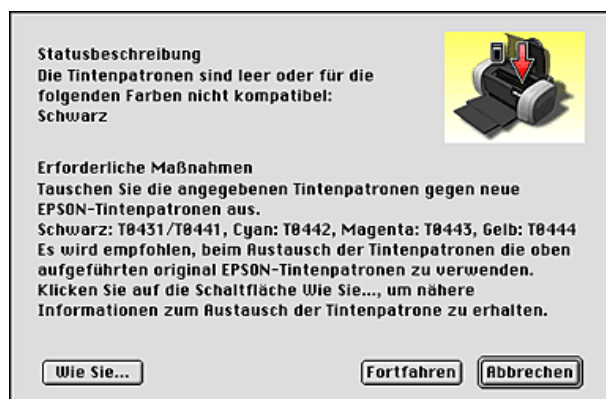 Statusbeschreibung
Die Tintenpatronen sind leer oder für die
folgenden Farben nicht kompatibel:
Schwarz
Erforderliche Maßnahmen
Tauschen Sie die angegebenen Tintenpatronen gegen neue
EPSON-Tintenpatronen aus.
Schwarz: T0431/T0441, Cyan: T0442, Magenta: T0443, Gelb: T0444
Es wird empfohlen, beim Austausch der Tintenpatronen die oben
aufgeführten original EPSON-Tintenpatronen zu verwenden.
Klicken Sie auf die Schaltfläche Wie Sie..., um nähere
Informationen zum Austausch der Tintenpatrone zu erhalten.
Wie Sie... Fortfahren Abbrechen